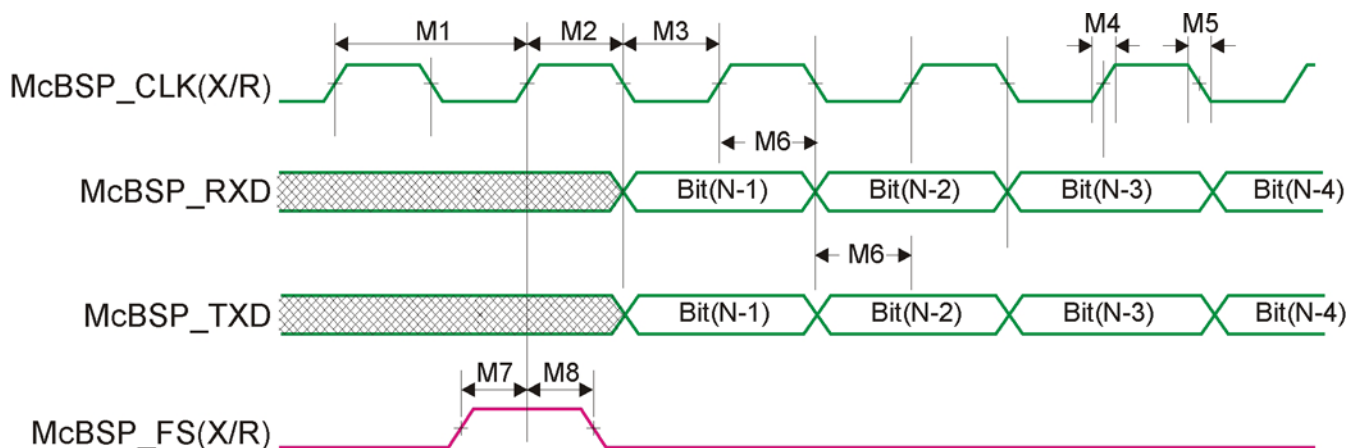 M1 M2 M3 M4 M5
McBSP_CLK(X/R)
M6
McBSP_RXD Bit(N-1) Bit(N-2) Bit(N-3) Bit(N-4)
M6
McBSP_TXD Bit(N-1) Bit(N-2) Bit(N-3) Bit(N-4)
M7 M8
McBSP_FS(X/R)